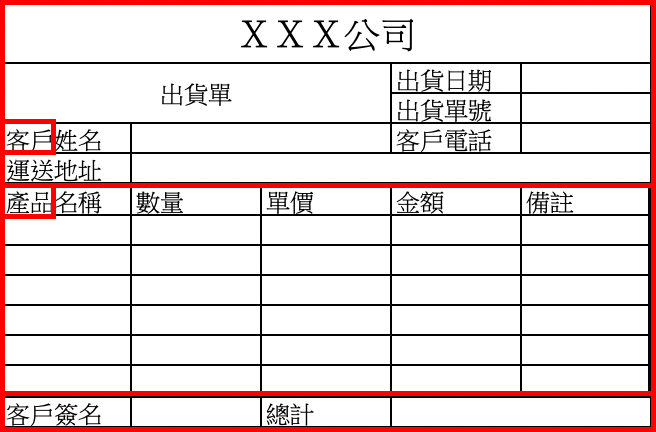 ＸＸＸ公司
出貨單
出貨日期
出貨單號
客戶姓名 客戶電話
運送地址
產品名稱 數量 單價 金額 備註
客戶簽名 總計